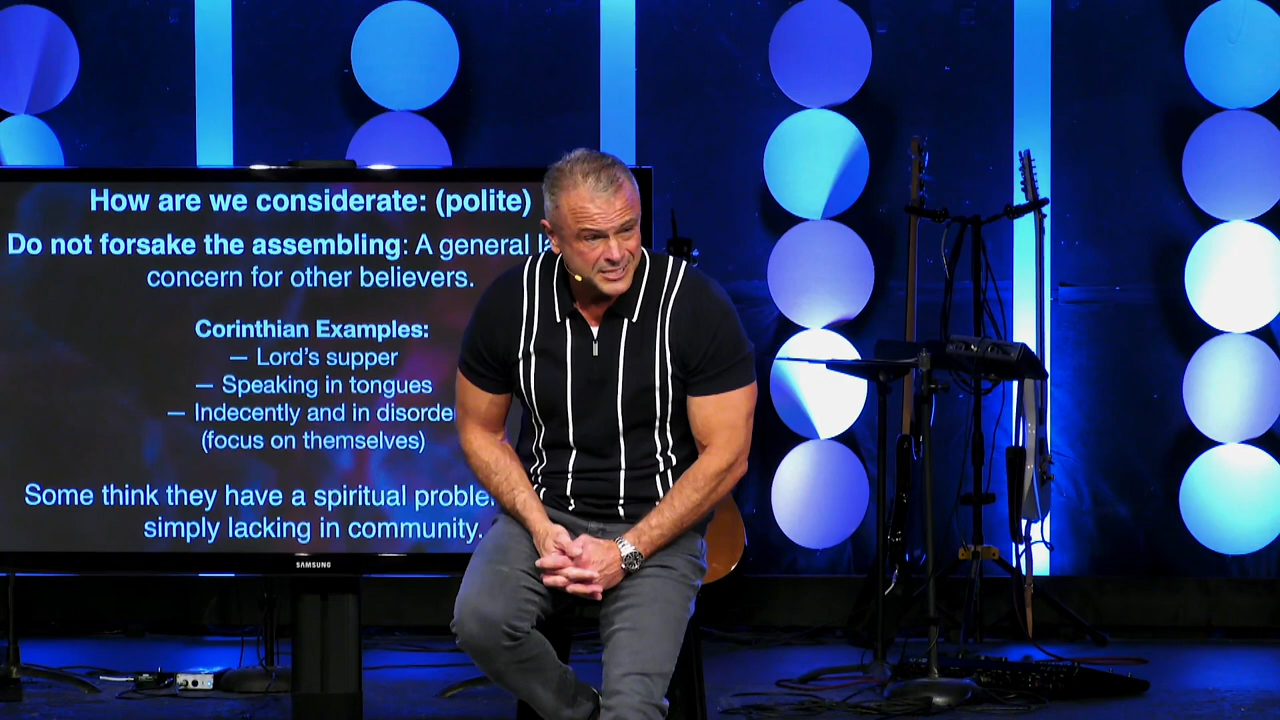 How are we considerate: (polite)
Do not forsake the assembling: A general
concern for other believers.
Corinthian Examples:
— Lord's supper
— Speaking in tongues
— Indecently and in
(focus on themselves)
Some think they have a spiritual
simply lacking in community.
SAMSUNG